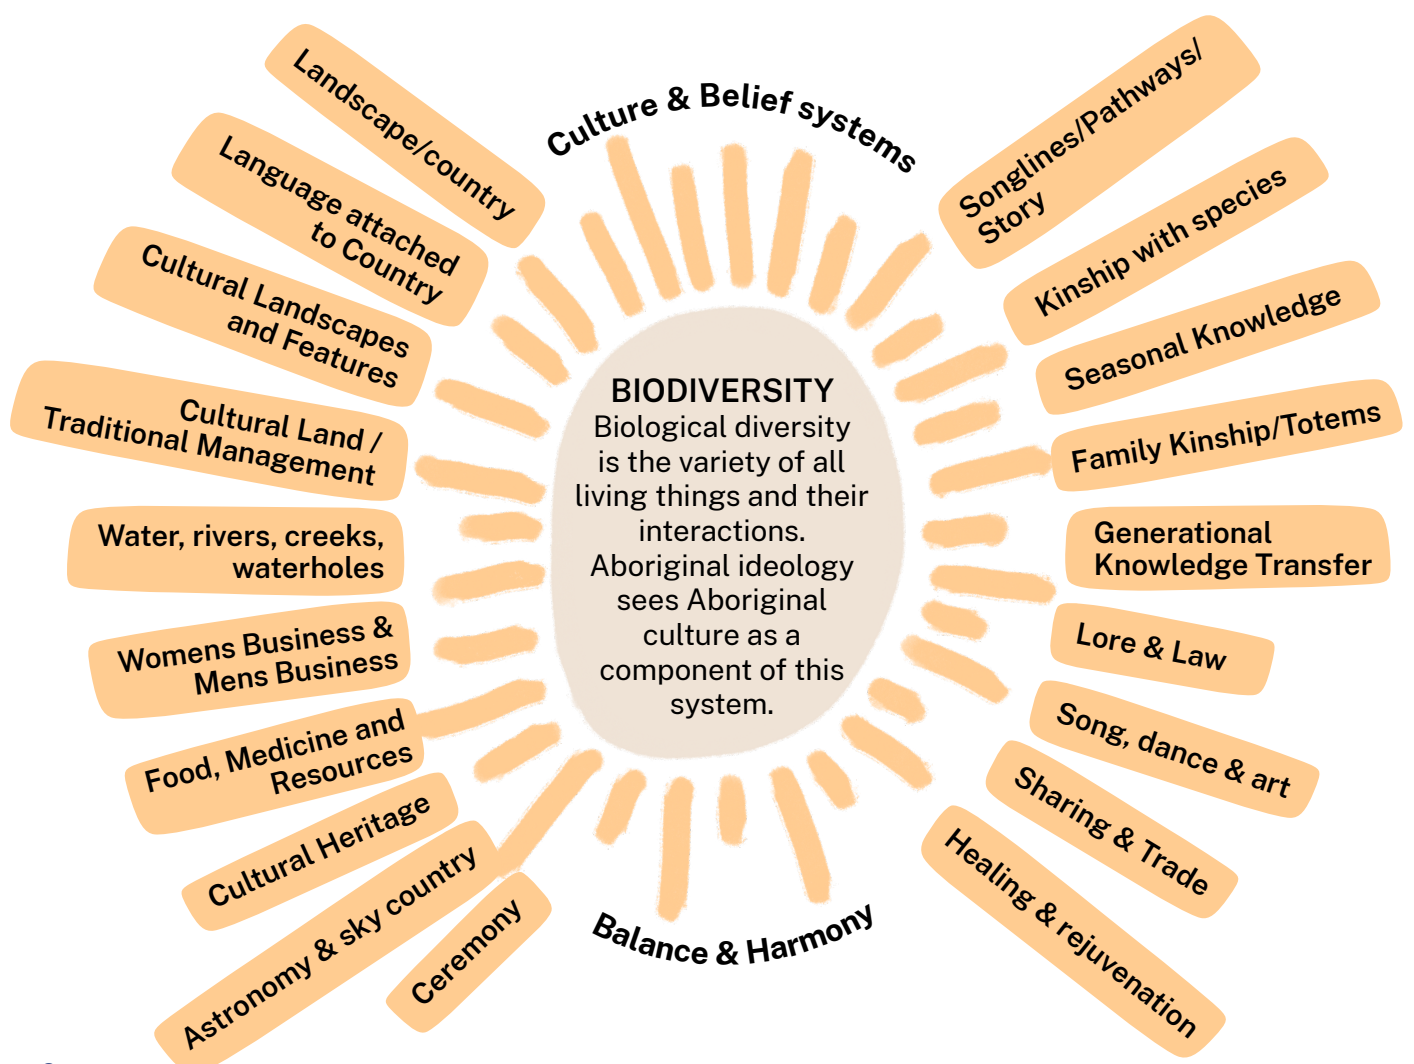 Culture & Belief systems
Landscape/country
Language attached
to Country
Cultural Landscapes
and Features
Cultural Land /
Traditional Management
Water, rivers, creeks,
waterholes
Womens Business &
Mens Business
Food, Medicine and
Resources
Cultural Heritage
Astronomy & sky country
Ceremony
BIODIVERSITY
Biological diversity
is the variety of all
living things and their
interactions.
Aboriginal ideology
sees Aboriginal
culture as a
component of this
system.
Songlines/Pathways/
Story
Kinship with species
Seasonal Knowledge
Family Kinship/Totems
Generational
Knowledge Transfer
Lore & Law
Song, dance & art
Sharing & Trade
Healing & rejuvenation
Balance & Harmony